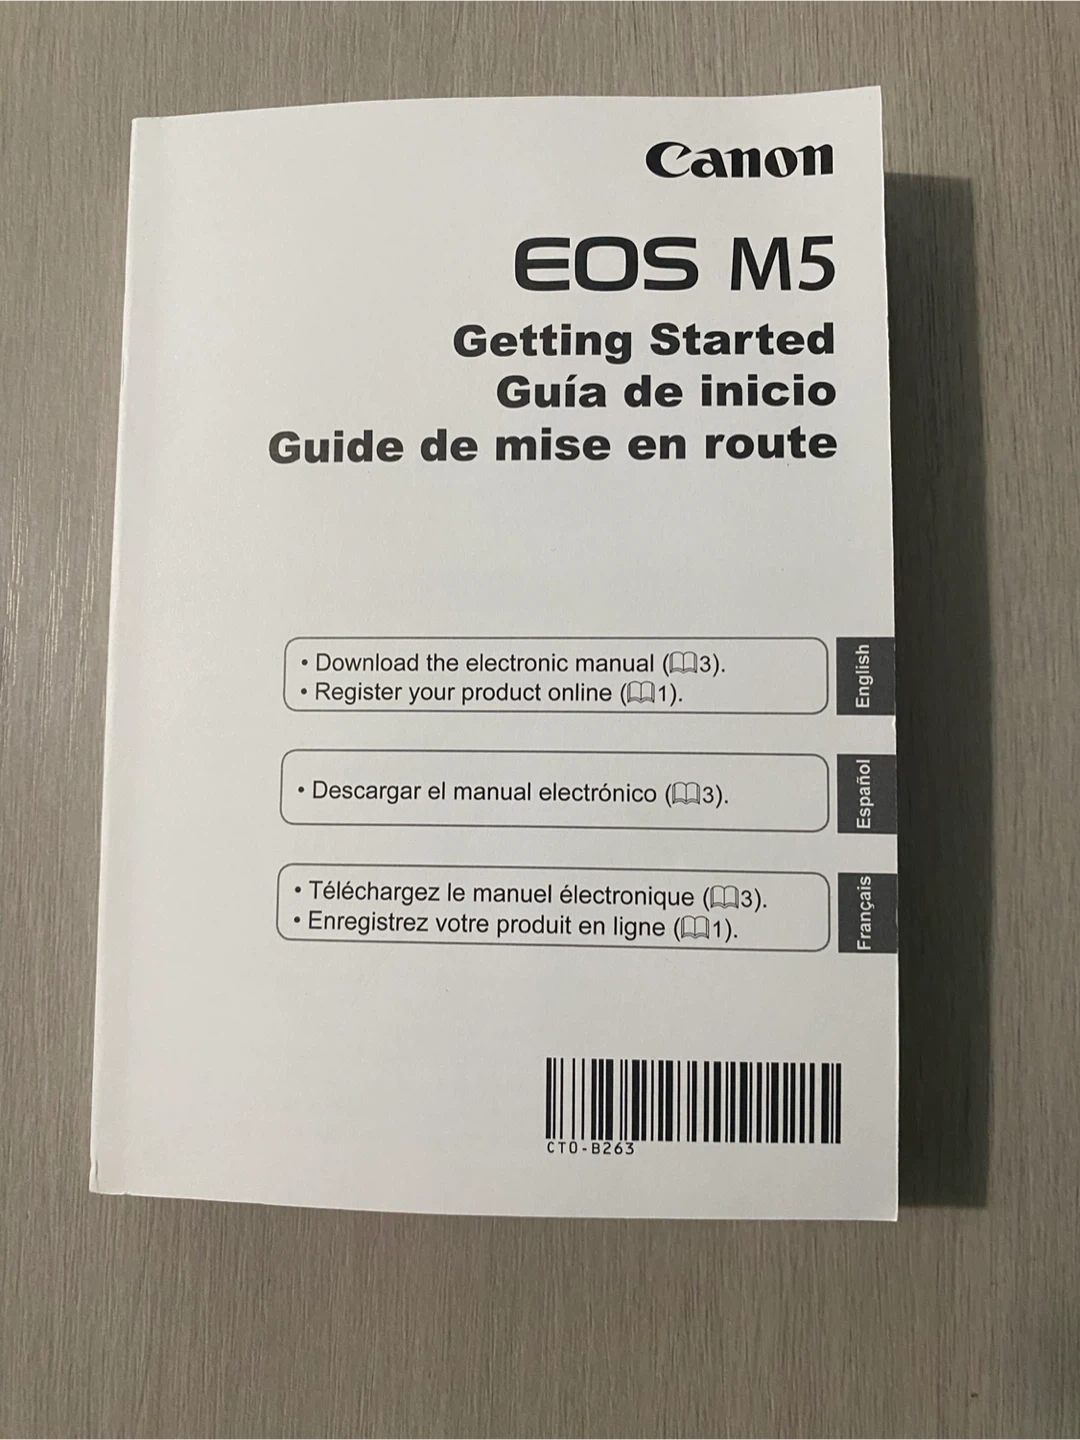 Canon
EOS M5
Getting Started
Guía de inicio
Guide de mise en route
• Download the electronic manual (📖3).
• Register your product online (📖1).
English
• Descargar el manual electrónico (📖3).
Español
• Téléchargez le manuel électronique (📖3).
• Enregistrez votre produit en ligne (📖1).
Français
CT0-B263